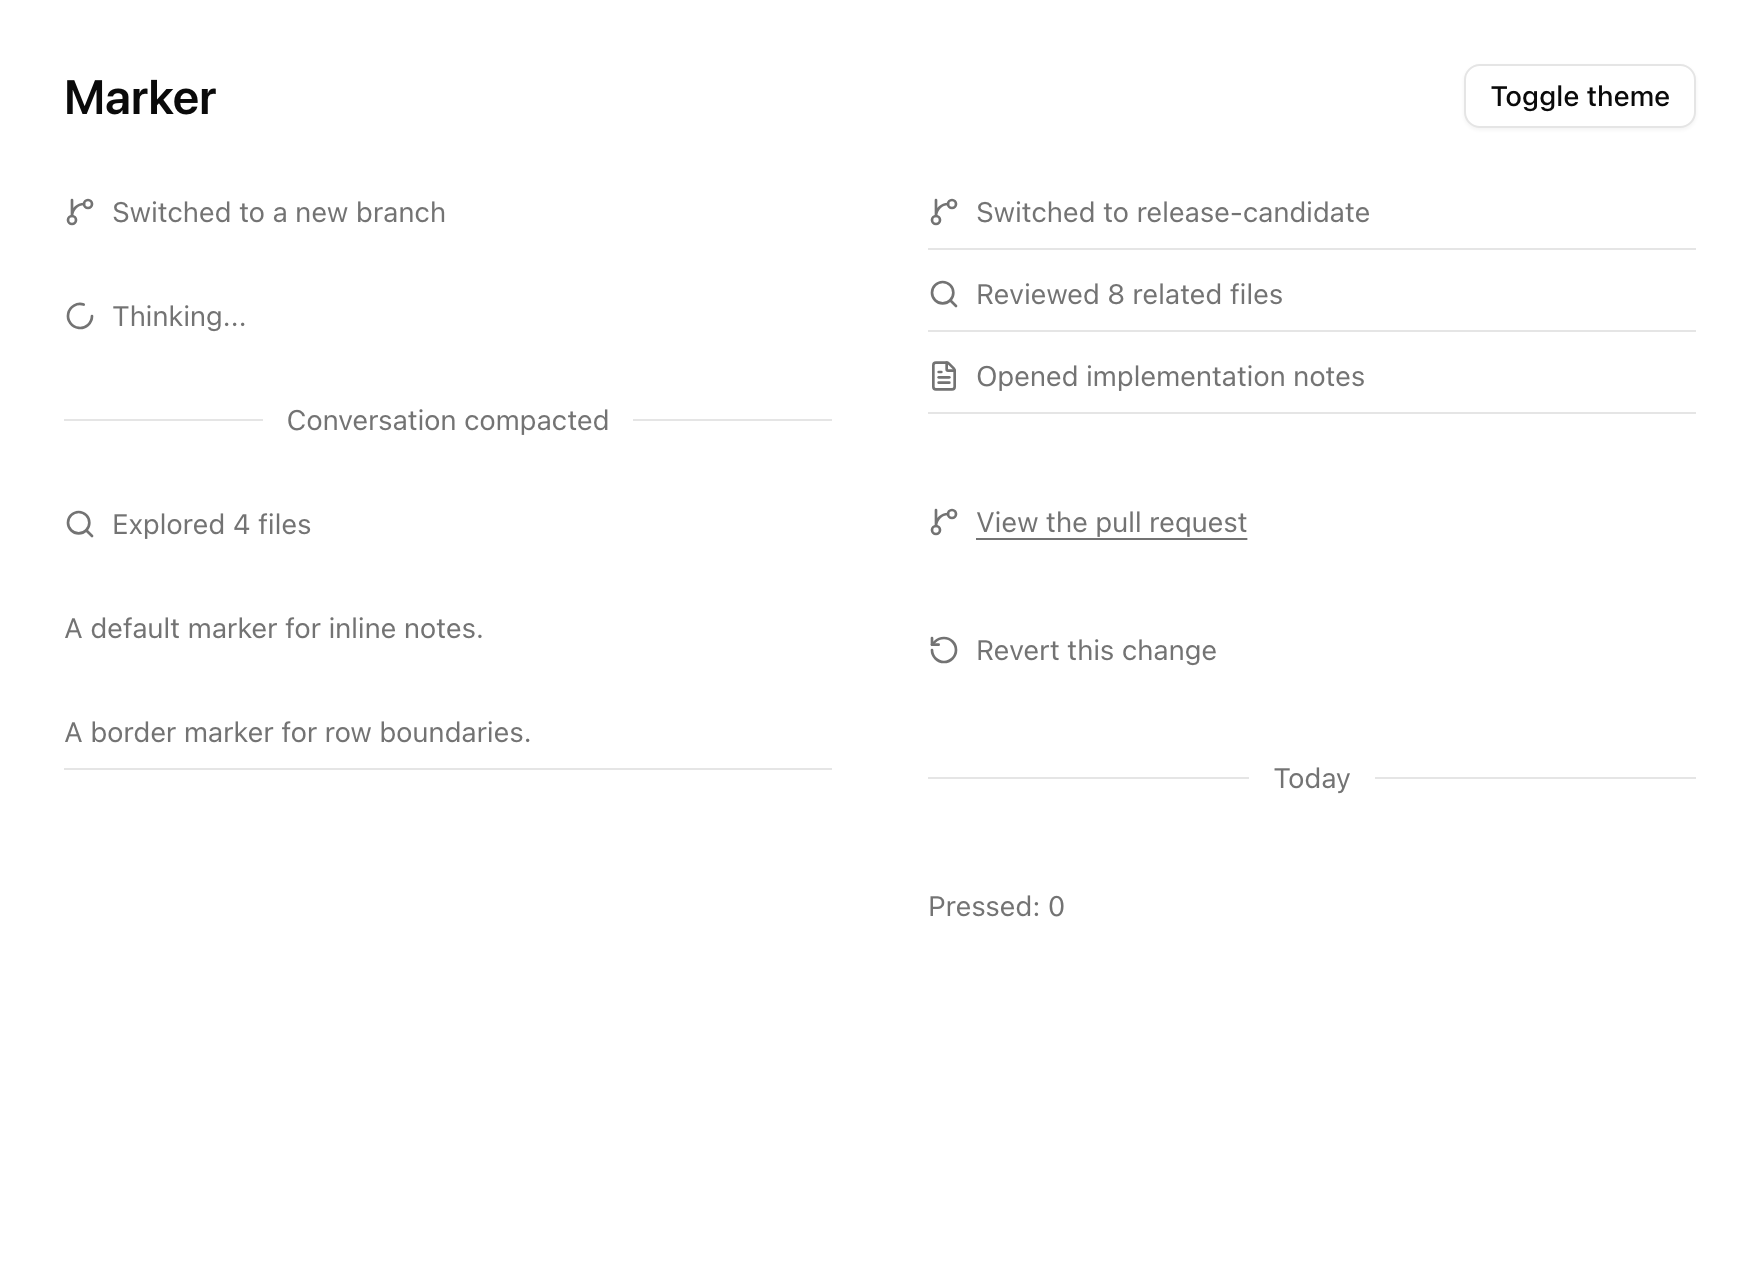 Marker
Toggle theme
Switched to a new branch
Thinking...
Conversation compacted
Explored 4 files
A default marker for inline notes.
A border marker for row boundaries.
Switched to release-candidate
Reviewed 8 related files
Opened implementation notes
View the pull request
Revert this change
Today
Pressed: 0